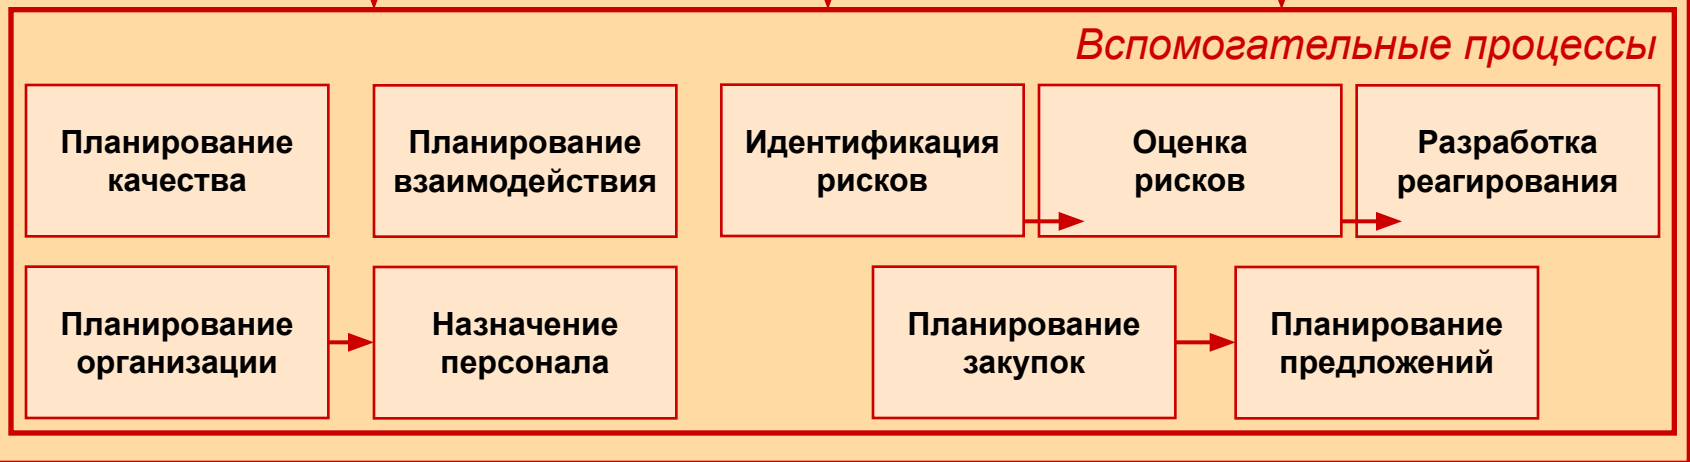 Вспомогательные процессы
Планирование
качества
Планирование
взаимодействия
Идентификация
рисков
Оценка
рисков
Разработка
реагирования
Планирование
организации
Назначение
персонала
Планирование
закупок
Планирование
предложений